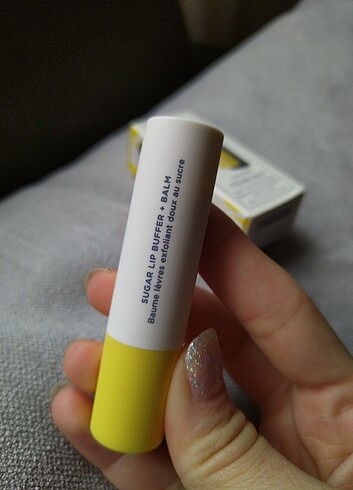 SUGAR LIP BUFFER + BALM
Baume lèvres exfoliant doux au sucre